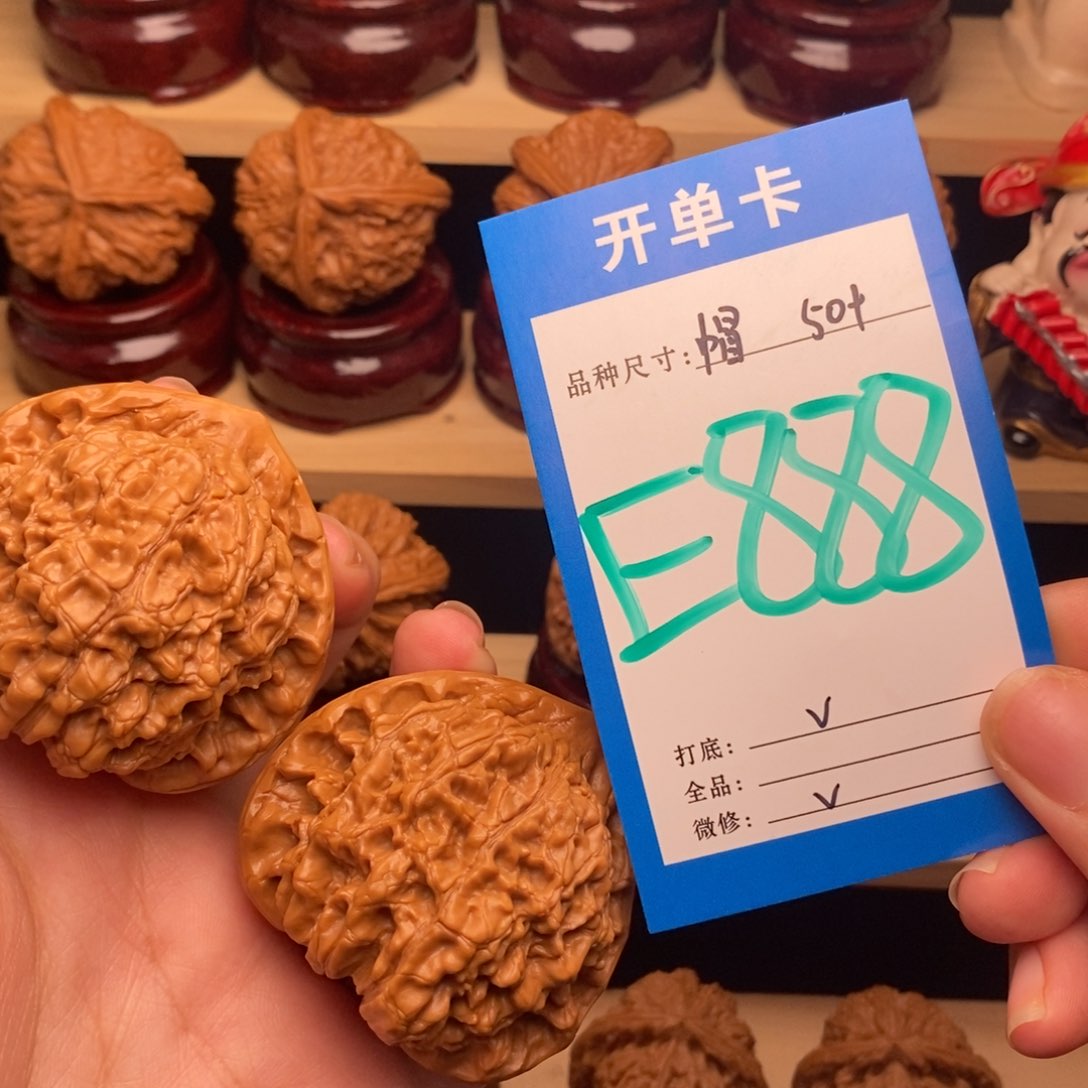 开单卡
品种尺寸: 帽 50+
E888
打底: √
全品:
微修: √